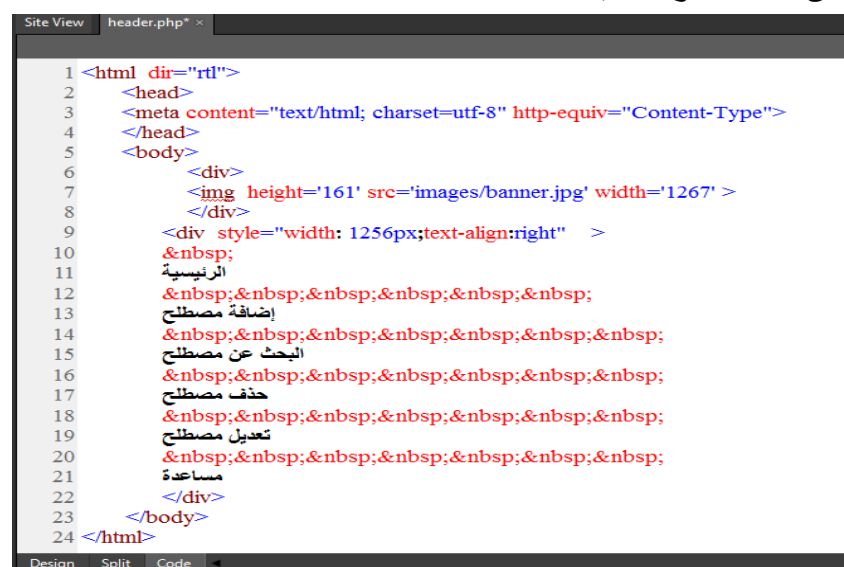 Site View header.php* ×
1 <html dir="rtl">
2 <head>
3 <meta content="text/html; charset=utf-8" http-equiv="Content-Type">
4 </head>
5 <body>
6 <div>
7 <img height='161' src='images/banner.jpg' width='1267' >
8 </div>
9 <div style="width: 1256px;text-align:right" >
10 &nbsp;
11 الرئيسية
12 &nbsp;&nbsp;&nbsp;&nbsp;&nbsp;&nbsp;
13 إضافة مصطلح
14 &nbsp;&nbsp;&nbsp;&nbsp;&nbsp;&nbsp;&nbsp;
15 البحث عن مصطلح
16 &nbsp;&nbsp;&nbsp;&nbsp;&nbsp;&nbsp;&nbsp;
17 حذف مصطلح
18 &nbsp;&nbsp;&nbsp;&nbsp;&nbsp;&nbsp;&nbsp;
19 تعديل مصطلح
20 &nbsp;&nbsp;&nbsp;&nbsp;&nbsp;&nbsp;&nbsp;
21 مساعدة
22 </div>
23 </body>
24 </html>
Design Split Code